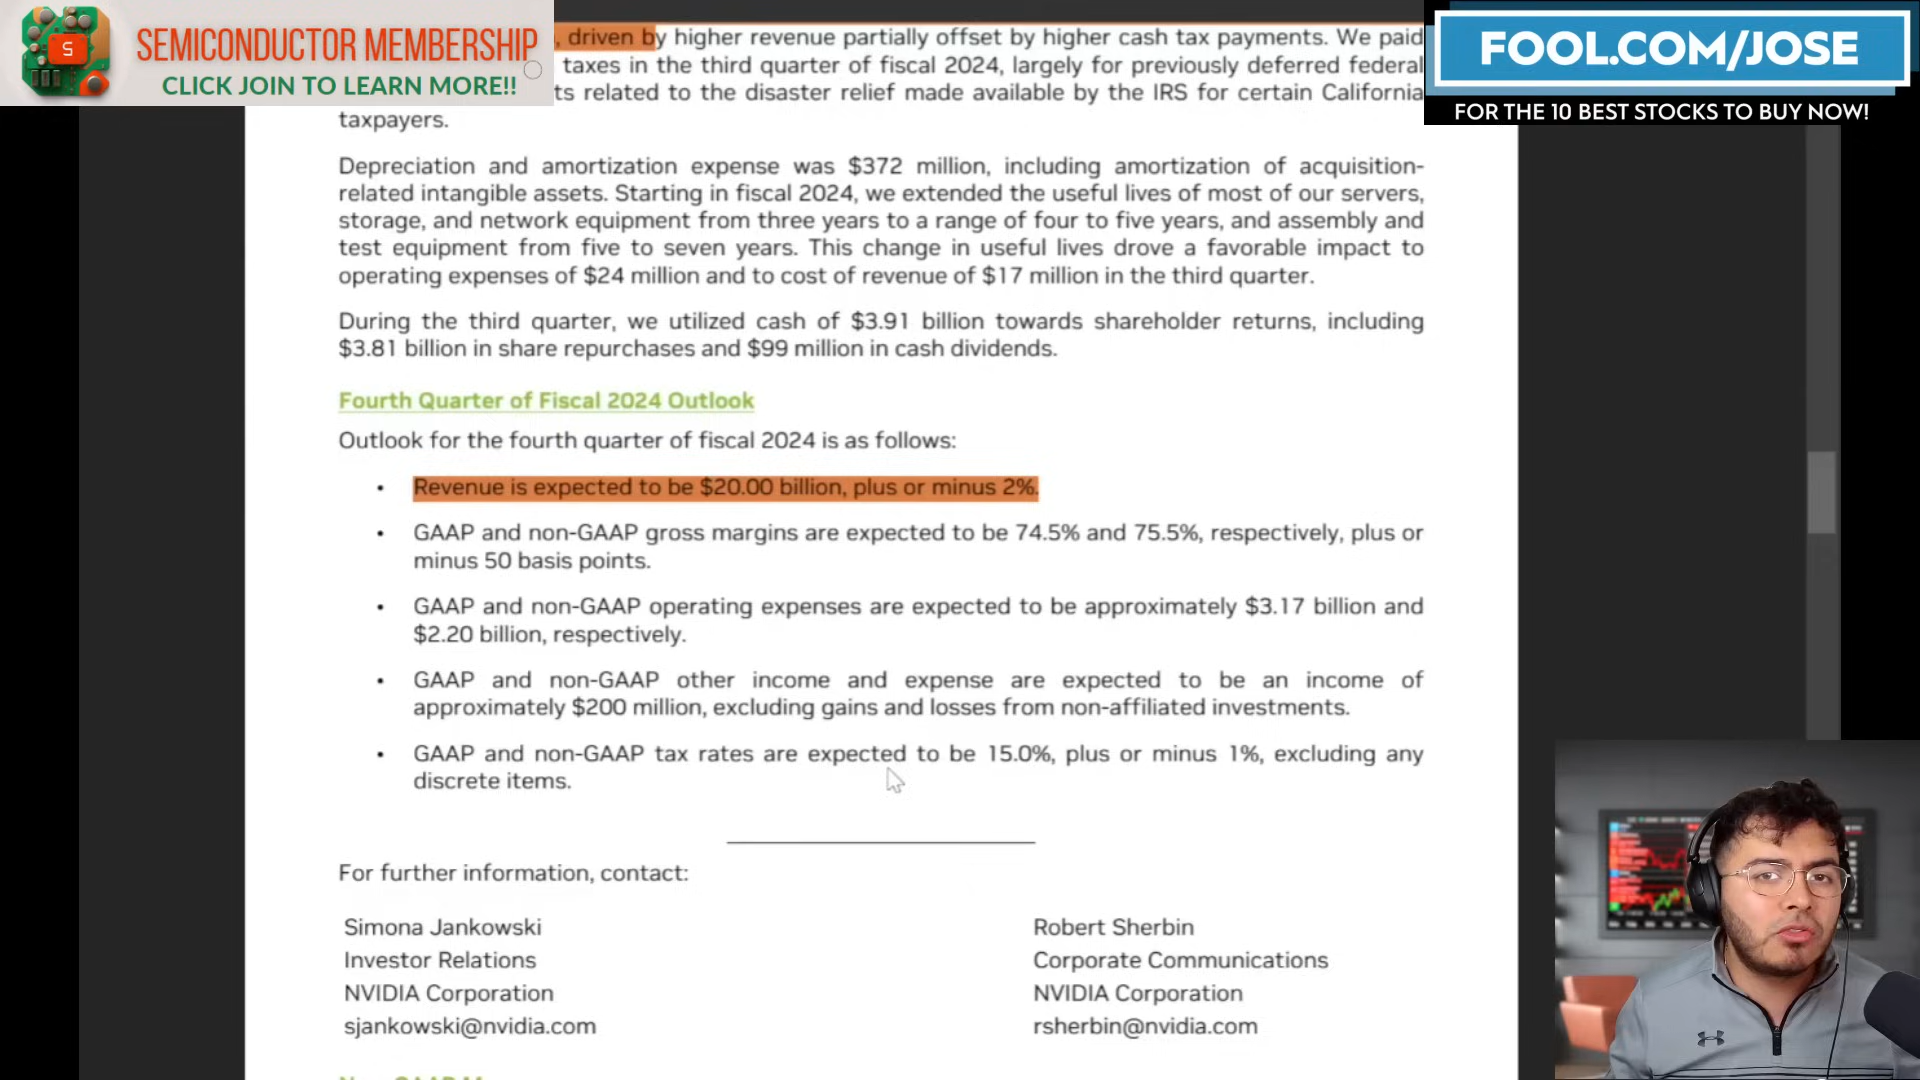 SEMICONDUCTOR MEMBERSHIP
CLICK JOIN TO LEARN MORE!!
S
FOOL.COM/JOSE
FOR THE 10 BEST STOCKS TO BUY NOW!
, driven by higher revenue partially offset by higher cash tax payments. We paid
taxes in the third quarter of fiscal 2024, largely for previously deferred federal
ts related to the disaster relief made available by the IRS for certain California
taxpayers.
Depreciation and amortization expense was $372 million, including amortization of acquisition-
related intangible assets. Starting in fiscal 2024, we extended the useful lives of most of our servers,
storage, and network equipment from three years to a range of four to five years, and assembly and
test equipment from five to seven years. This change in useful lives drove a favorable impact to
operating expenses of $24 million and to cost of revenue of $17 million in the third quarter.
During the third quarter, we utilized cash of $3.91 billion towards shareholder returns, including
$3.81 billion in share repurchases and $99 million in cash dividends.
Fourth Quarter of Fiscal 2024 Outlook
Outlook for the fourth quarter of fiscal 2024 is as follows:
• Revenue is expected to be $20.00 billion, plus or minus 2%.
• GAAP and non-GAAP gross margins are expected to be 74.5% and 75.5%, respectively, plus or
minus 50 basis points.
• GAAP and non-GAAP operating expenses are expected to be approximately $3.17 billion and
$2.20 billion, respectively.
• GAAP and non-GAAP other income and expense are expected to be an income of
approximately $200 million, excluding gains and losses from non-affiliated investments.
• GAAP and non-GAAP tax rates are expected to be 15.0%, plus or minus 1%, excluding any
discrete items.
For further information, contact:
Simona Jankowski
Investor Relations
NVIDIA Corporation
sjankowski@nvidia.com
Robert Sherbin
Corporate Communications
NVIDIA Corporation
rsherbin@nvidia.com